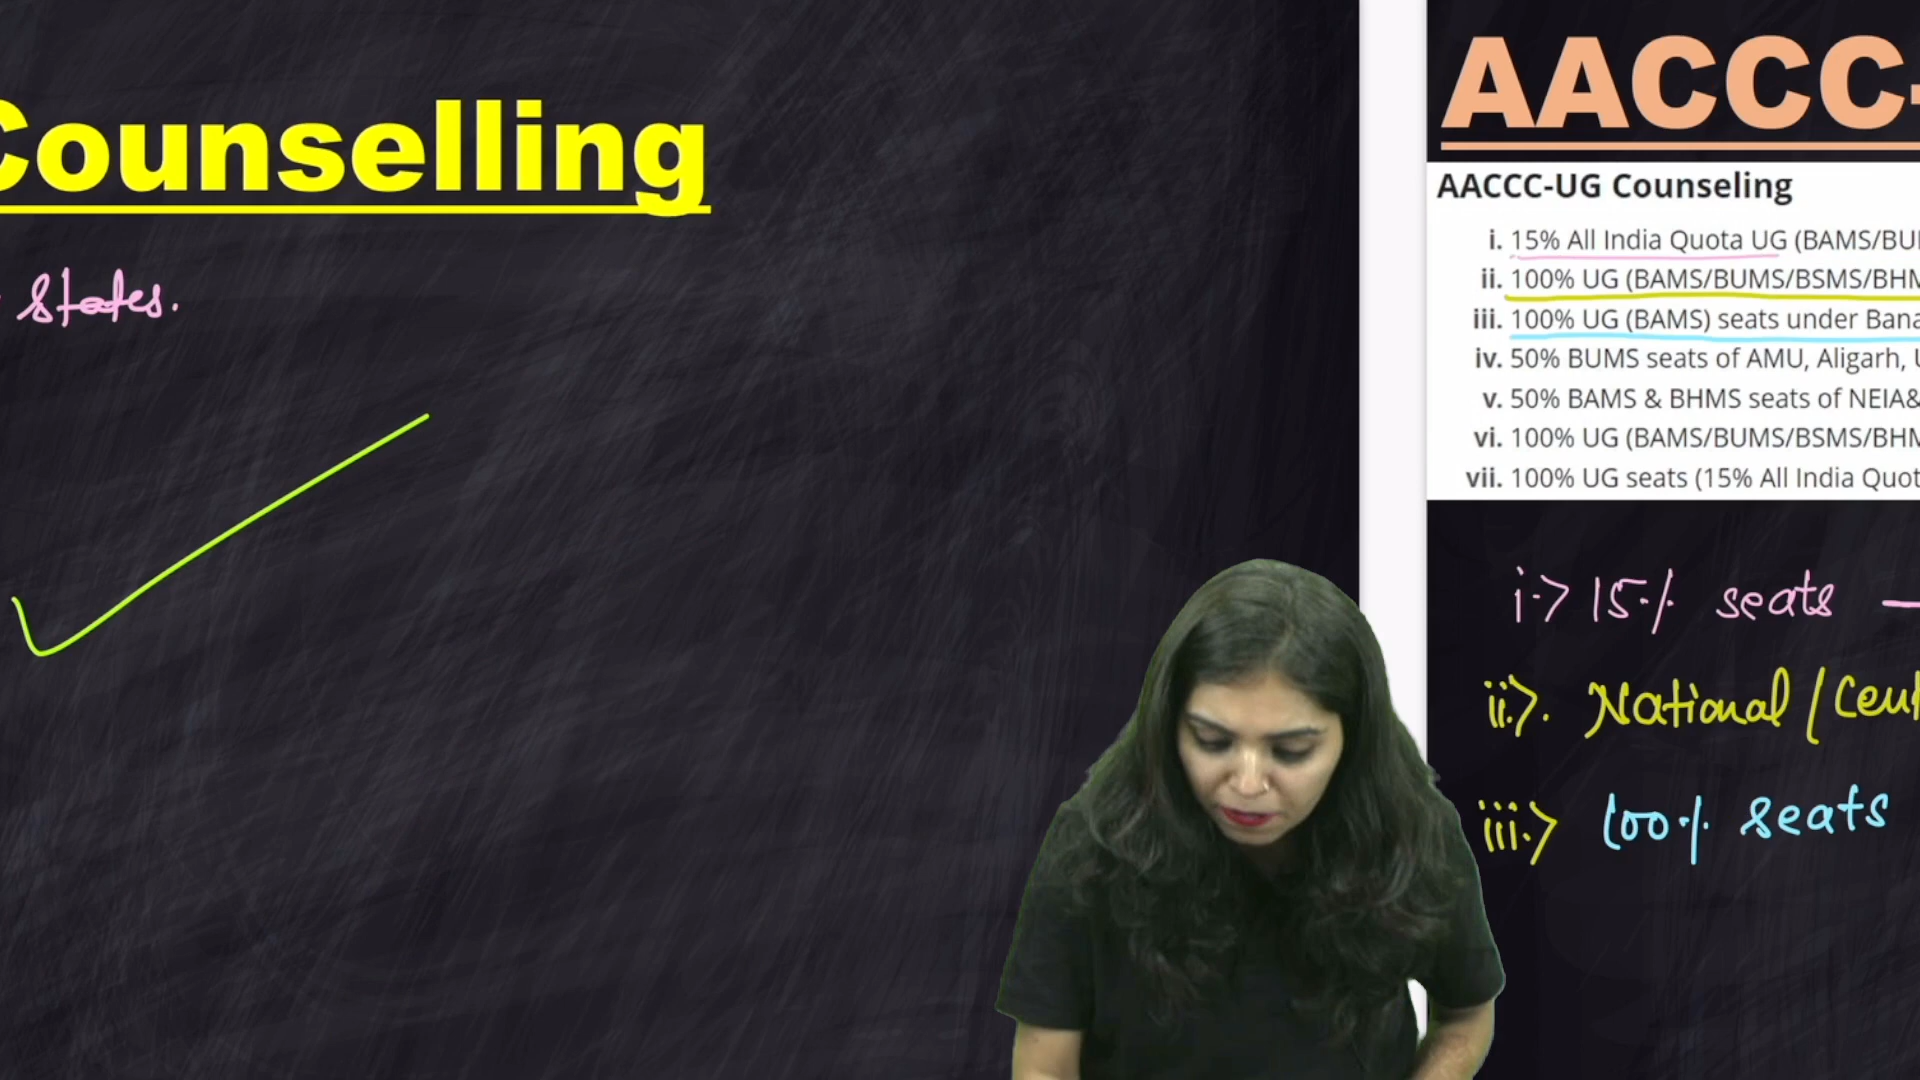 Counselling
States.
AACCC-
AACCC-UG Counseling
i. 15% All India Quota UG (BAMS/BU
ii. 100% UG (BAMS/BUMS/BSMS/BHM
iii. 100% UG (BAMS) seats under Bana
iv. 50% BUMS seats of AMU, Aligarh, U
v. 50% BAMS & BHMS seats of NEIA&
vi. 100% UG (BAMS/BUMS/BSMS/BHM
vii. 100% UG seats (15% All India Quot
i.> 15.% seats —
ii.>. National / Cent
iii.> 100% seats